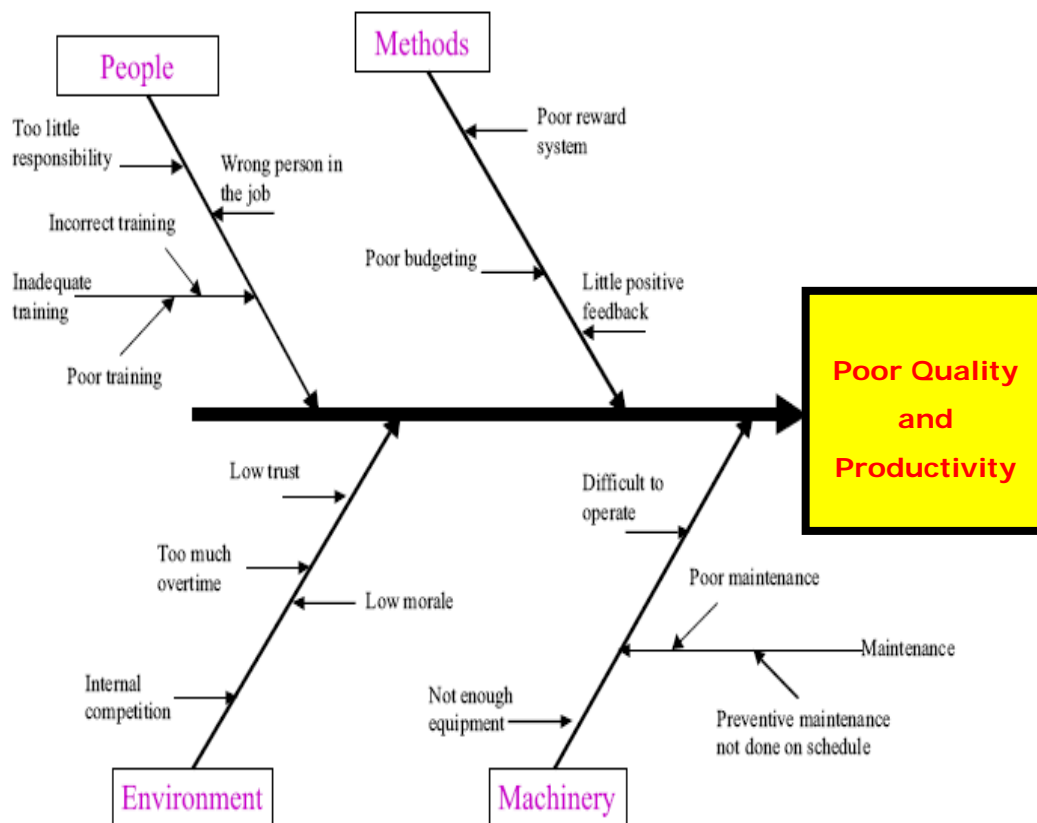 People
Methods
Too little
responsibility
Wrong person in
the job
Incorrect training
Inadequate
training
Poor training
Poor reward
system
Poor budgeting
Little positive
feedback
Poor Quality
and
Productivity
Low trust
Too much
overtime
Low morale
Internal
competition
Environment
Difficult to
operate
Poor maintenance
Maintenance
Not enough
equipment
Preventive maintenance
not done on schedule
Machinery